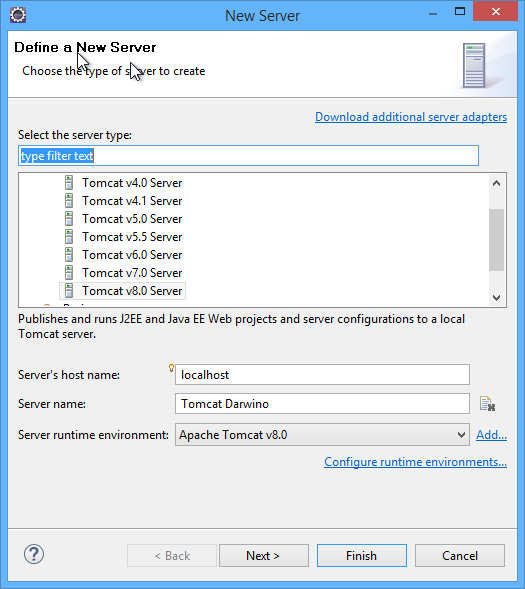 New Server
Define a New Server
Choose the type of server to create
Download additional server adapters
Select the server type:
type filter text
Tomcat v4.0 Server
Tomcat v4.1 Server
Tomcat v5.0 Server
Tomcat v5.5 Server
Tomcat v6.0 Server
Tomcat v7.0 Server
Tomcat v8.0 Server
Publishes and runs J2EE and Java EE Web projects and server configurations to a local
Tomcat server.
Server's host name: localhost
Server name: Tomcat Darwino
Server runtime environment: Apache Tomcat v8.0 Add...
Configure runtime environments...
? < Back Next > Finish Cancel